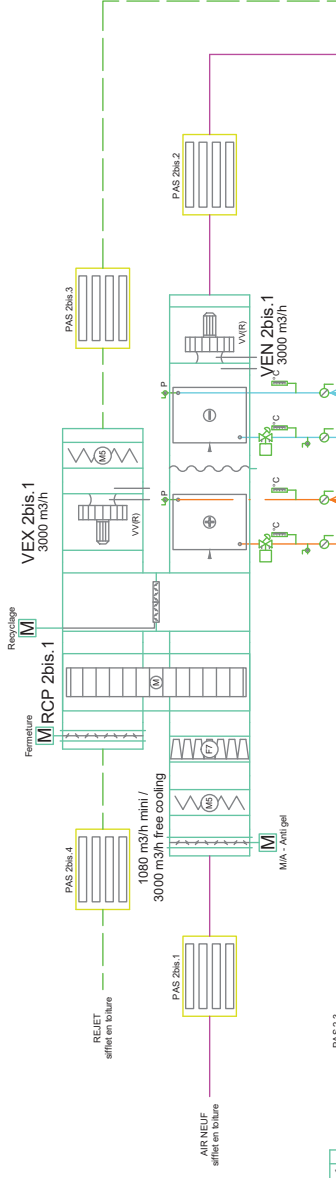 PAS 2bis.2
PAS 2bis.3
VEN 2bis.1
3000 m3/h
VV(R)
M5
VEX 2bis.1
3000 m3/h
VV(R)
P
°C
°C
P
°C
°C
Recyclage
M
RCP 2bis.1
Fermeture
M
M
F7
M5
1080 m3/h mini /
3000 m3/h free cooling
M
M/A - Anti gel
PAS 2bis.4
PAS 2bis.1
REJET
sifflet en toiture
AIR NEUF
sifflet en toiture